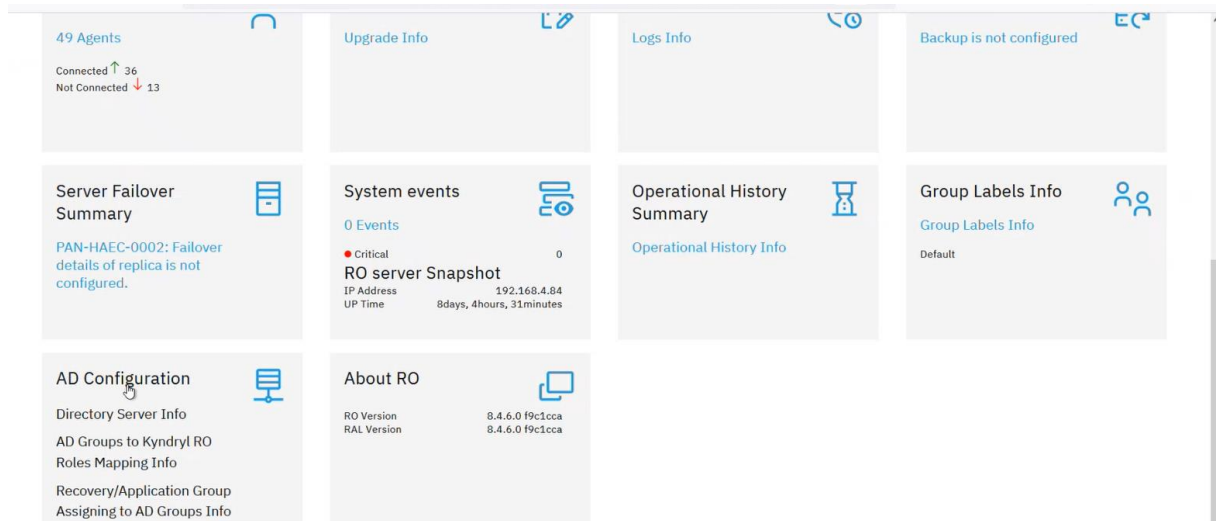 49 Agents
Connected ↑ 36
Not Connected ↓ 13
Upgrade Info
Logs Info
Backup is not configured
Server Failover
Summary
PAN-HAEC-0002: Failover
details of replica is not
configured.
System events
0 Events
Critical 0
RO server Snapshot
IP Address 192.168.4.84
UP Time 8days, 4hours, 31minutes
Operational History
Summary
Operational History Info
Group Labels Info
Group Labels Info
Default
AD Configuration
Directory Server Info
AD Groups to Kyndryl RO
Roles Mapping Info
Recovery/Application Group
Assigning to AD Groups Info
About RO
RO Version 8.4.6.0 f9c1cca
RAL Version 8.4.6.0 f9c1cca